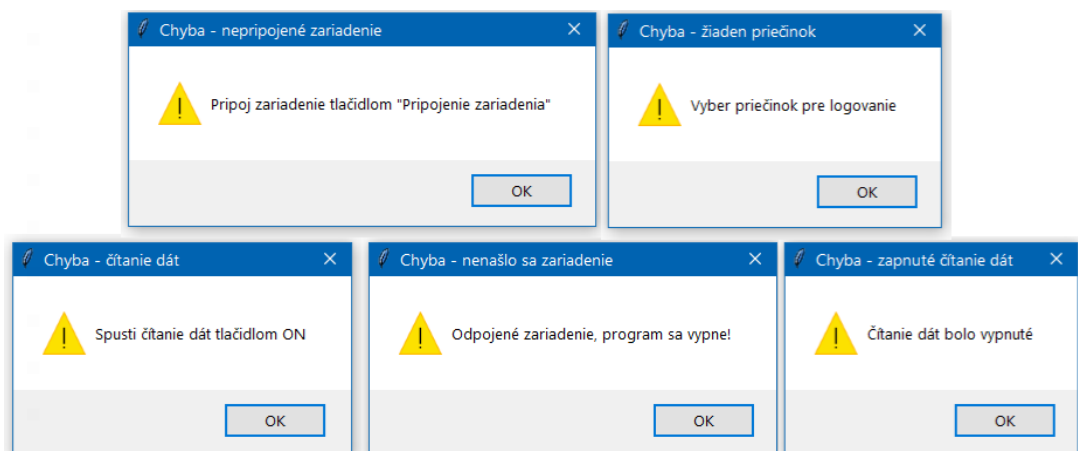 Chyba - nepripojené zariadenie
Pripoj zariadenie tlačidlom "Pripojenie zariadenia"
OK
Chyba - žiaden priečinok
Vyber priečinok pre logovanie
OK
Chyba - čítanie dát
Spusti čítanie dát tlačidlom ON
OK
Chyba - nenašlo sa zariadenie
Odpojené zariadenie, program sa vypne!
OK
Chyba - zapnuté čítanie dát
Čítanie dát bolo vypnuté
OK